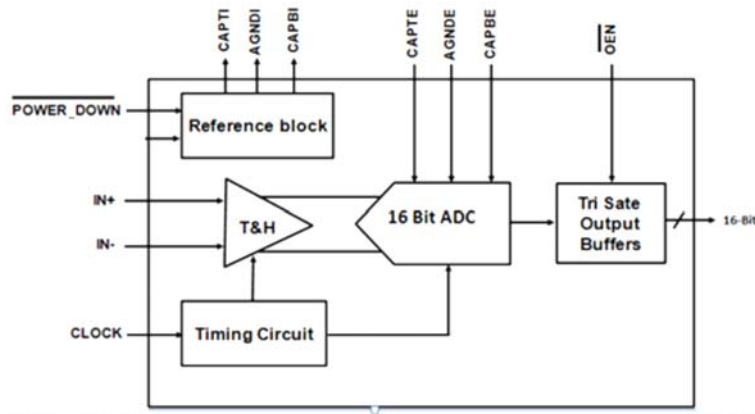 CAPTI
AGNDI
CAPBI
CAPTE
AGNDE
CAPBE
OEN
POWER_DOWN
Reference block
IN+
IN-
T&H
16 Bit ADC
Tri Sate
Output
Buffers
16-Bit
CLOCK
Timing Circuit